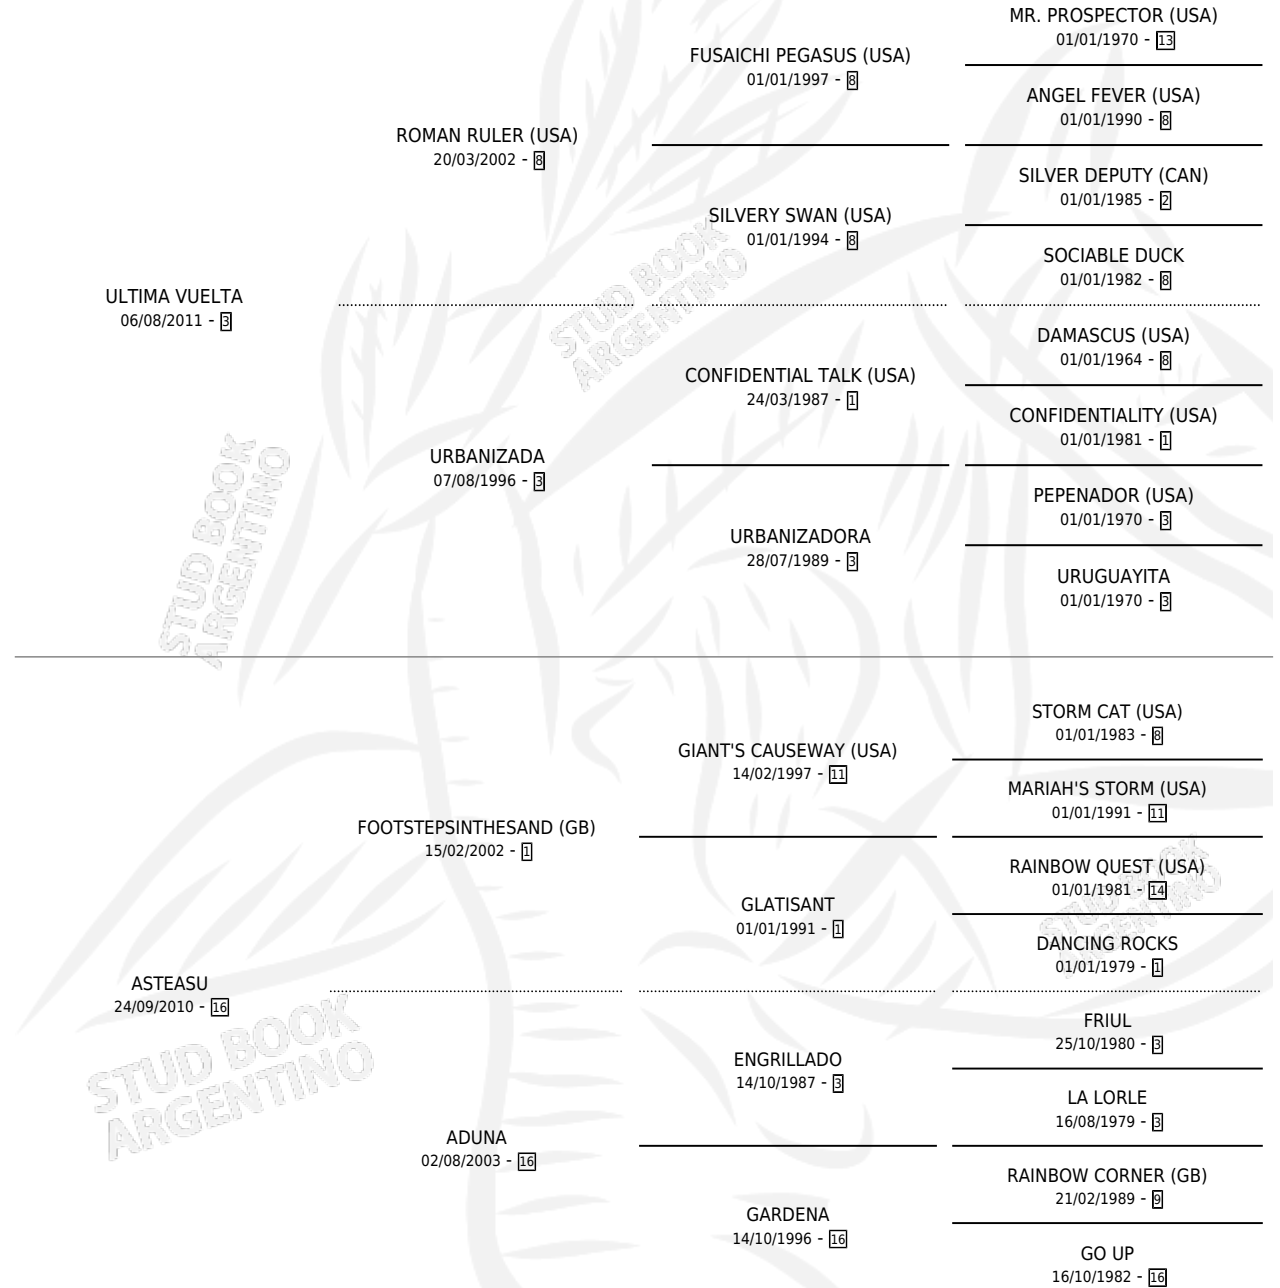 MR. PROSPECTOR (USA)
01/01/1970 - 13
FUSAICHI PEGASUS (USA)
01/01/1997 - 8
ANGEL FEVER (USA)
01/01/1990 - 8
ROMAN RULER (USA)
20/03/2002 - 8
SILVER DEPUTY (CAN)
01/01/1985 - 2
SILVERY SWAN (USA)
01/01/1994 - 8
SOCIABLE DUCK
01/01/1982 - 8
STUD BOOK
ARGENTINO
ULTIMA VUELTA
06/08/2011 - 3
DAMASCUS (USA)
01/01/1964 - 8
CONFIDENTIAL TALK (USA)
24/03/1987 - 1
CONFIDENTIALITY (USA)
01/01/1981 - 1
URBANIZADA
07/08/1996 - 3
PEPENADOR (USA)
01/01/1970 - 3
URBANIZADORA
28/07/1989 - 3
URUGUAYITA
01/01/1970 - 3
STUD BOOK
ARGENTINO
STORM CAT (USA)
01/01/1983 - 8
GIANT'S CAUSEWAY (USA)
14/02/1997 - 11
MARIAH'S STORM (USA)
01/01/1991 - 11
FOOTSTEPSINTHESAND (GB)
15/02/2002 - 1
RAINBOW QUEST (USA)
01/01/1981 - 14
GLATISANT
01/01/1991 - 1
STUD BOOK
ARGENTINO
DANCING ROCKS
01/01/1979 - 1
ASTEASU
24/09/2010 - 16
FRIUL
25/10/1980 - 3
ENGRILLADO
14/10/1987 - 3
STUD BOOK
ARGENTINO
LA LORLE
16/08/1979 - 3
ADUNA
02/08/2003 - 16
RAINBOW CORNER (GB)
21/02/1989 - 9
GARDENA
14/10/1996 - 16
GO UP
16/10/1982 - 16